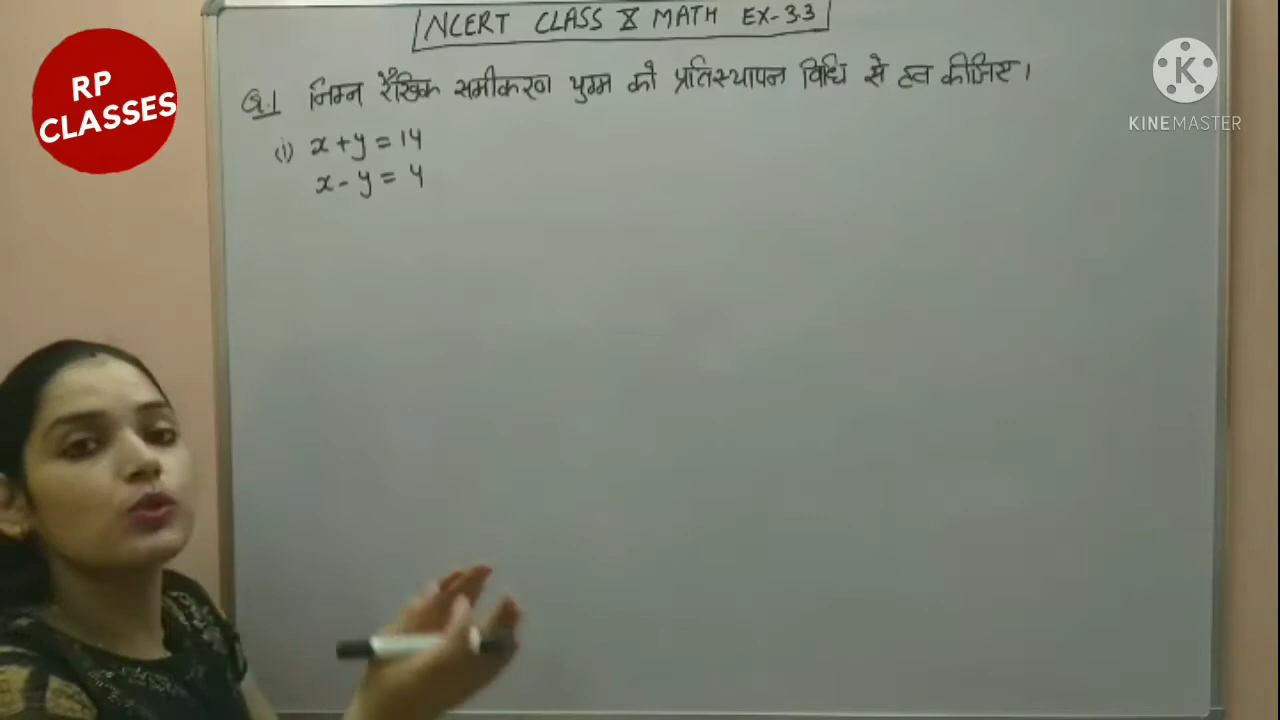 NCERT CLASS X MATH EX-3.3
RP
CLASSES
Q.1 निम्न रैखिक समीकरण युग्म को प्रतिस्थापन विधि से हल कीजिए।
(i) x + y = 14
x - y = 4
K
KINEMASTER